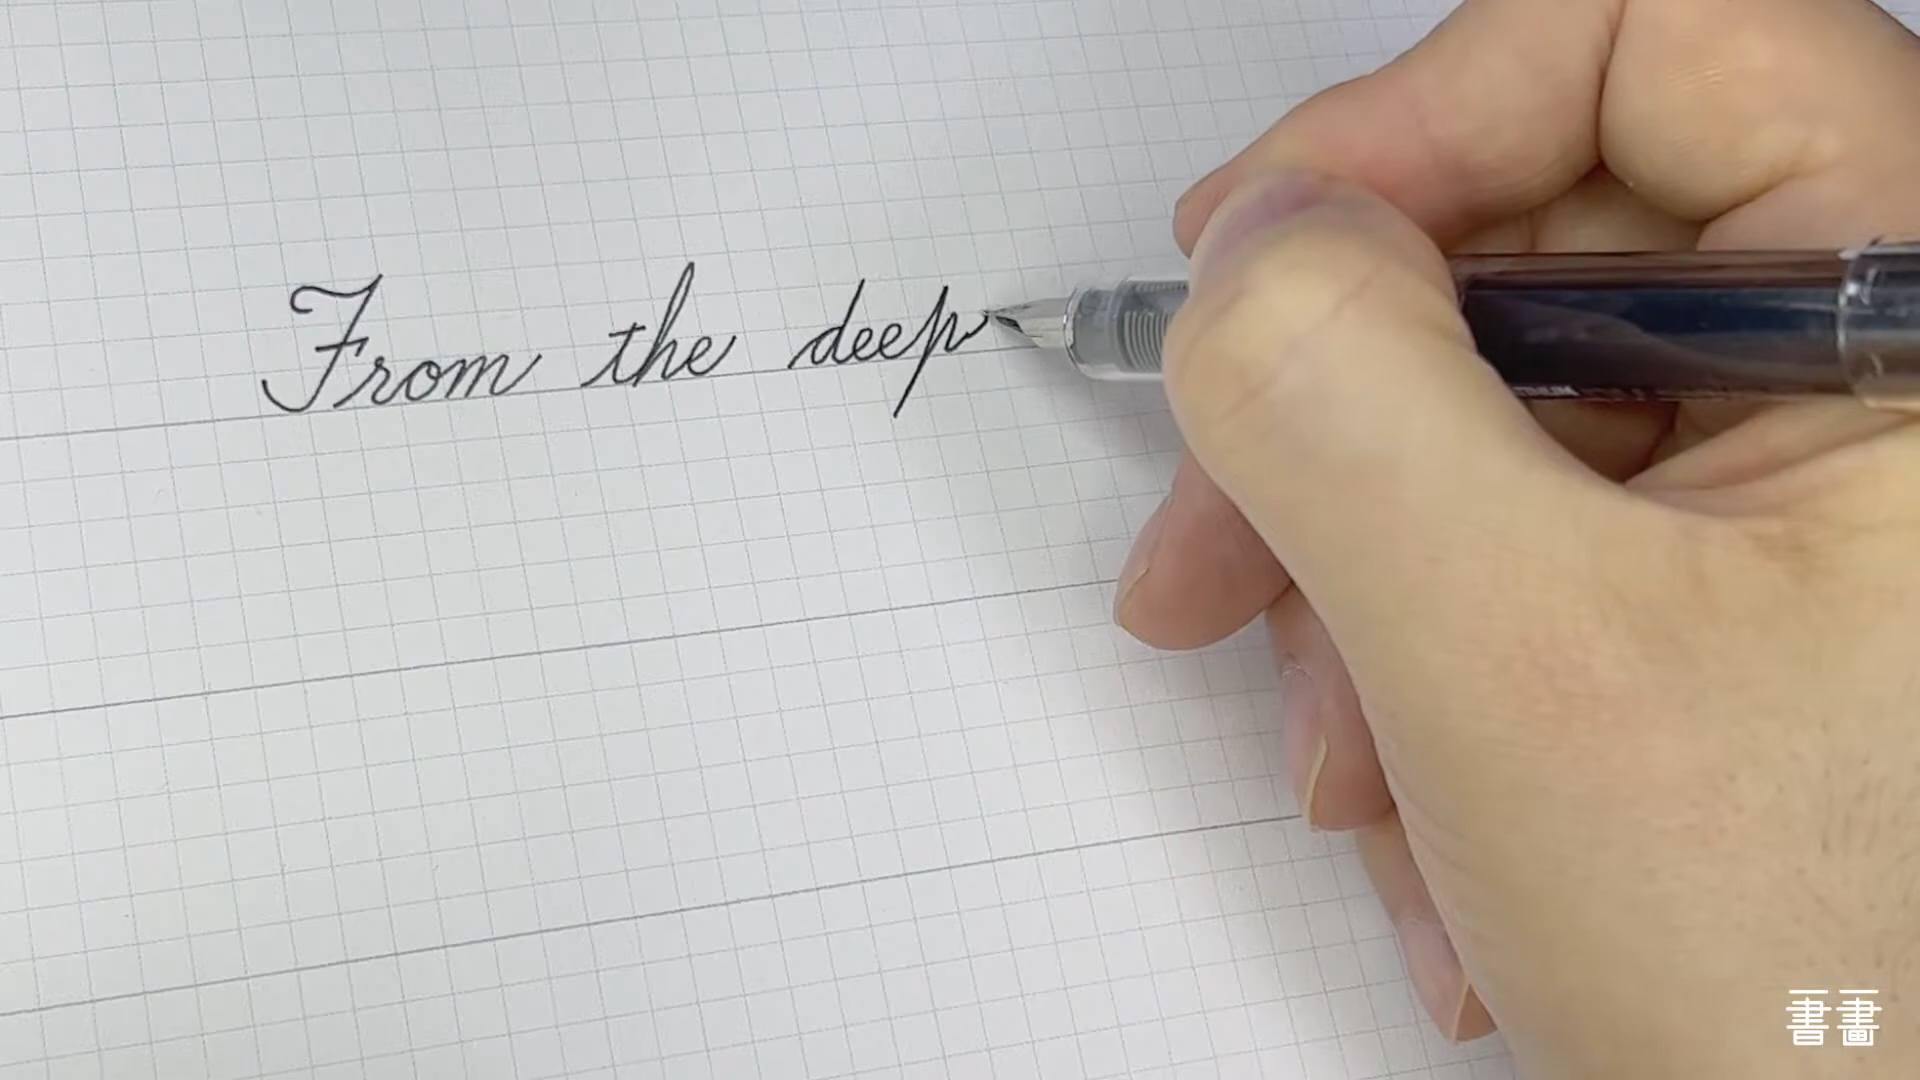 From the deep
書畫